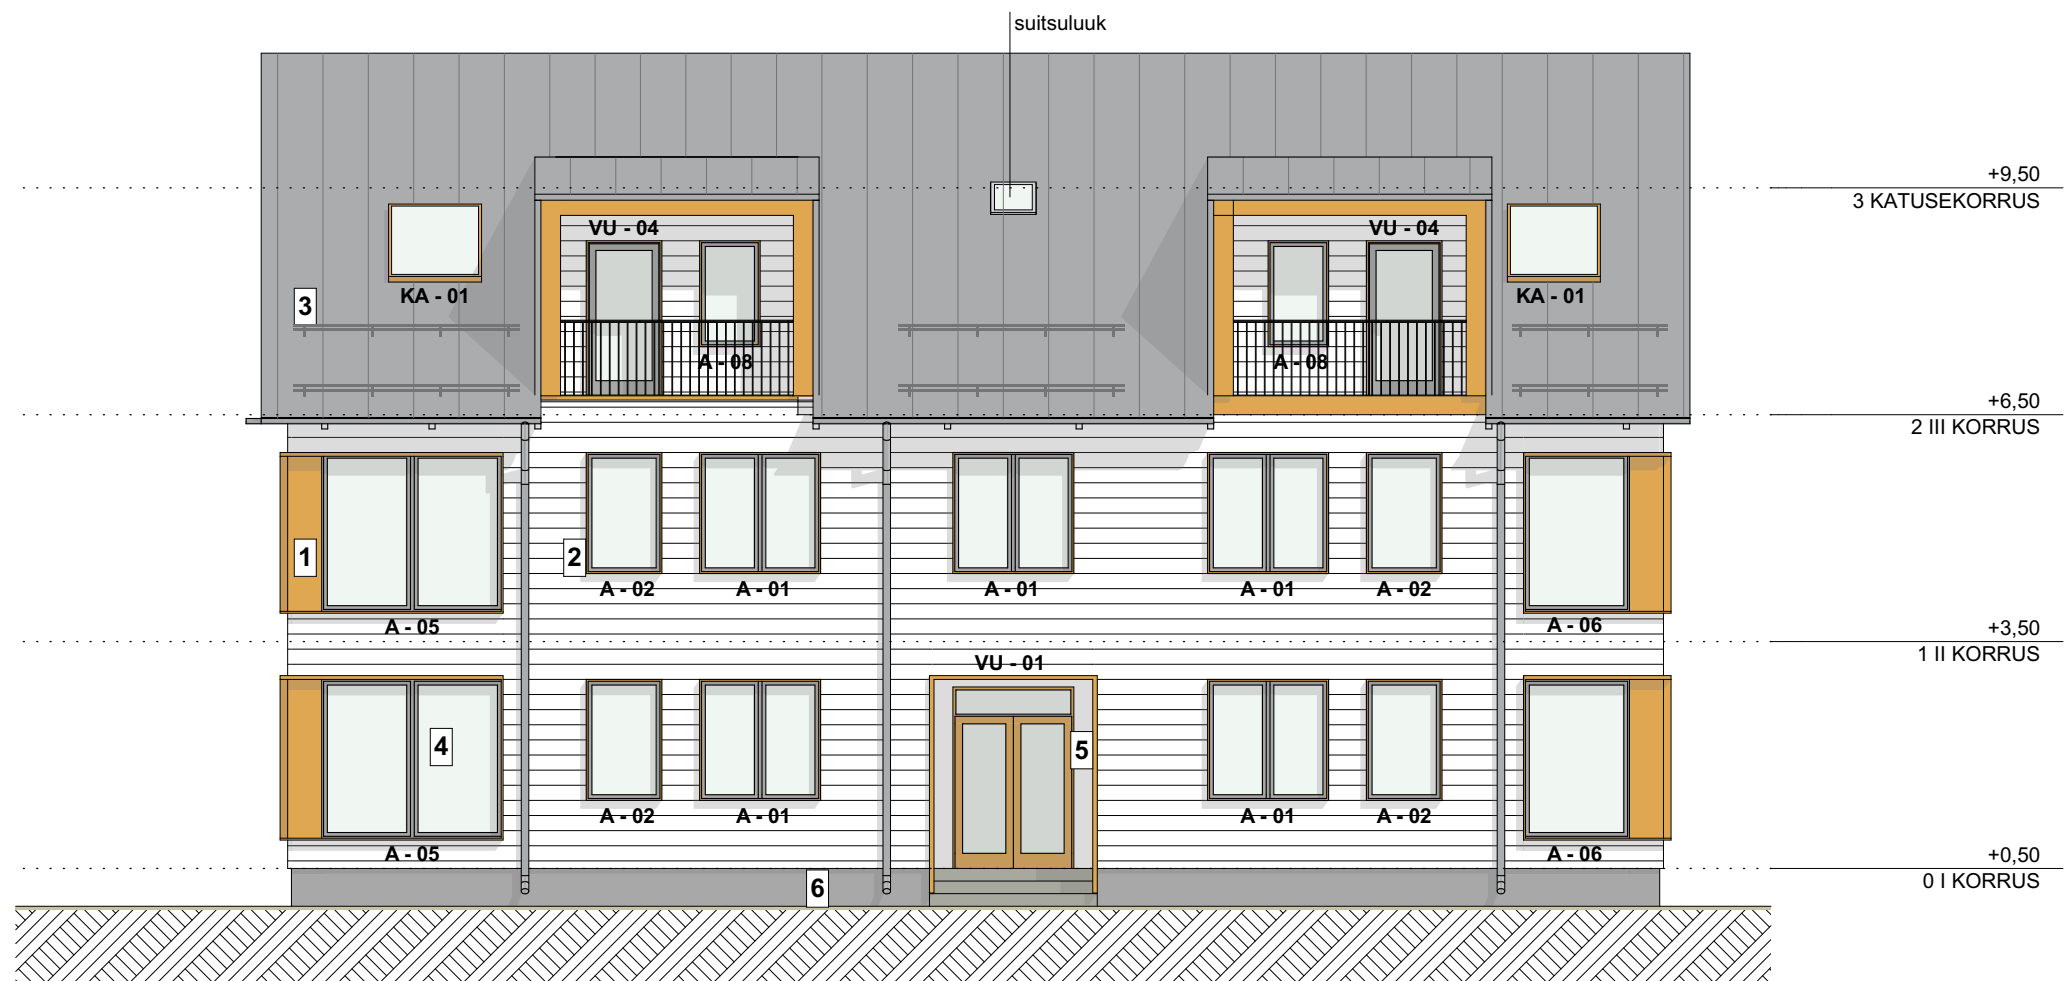 suitsuluuk
+9,50
3 KATUSEKORRUS
VU - 04
VU - 04
KA - 01
KA - 01
3
A - 08
A - 08
+6,50
2 III KORRUS
1
2
A - 02
A - 01
A - 01
A - 01
A - 02
A - 05
A - 06
+3,50
1 II KORRUS
VU - 01
4
5
A - 02
A - 01
A - 01
A - 02
A - 05
A - 06
+0,50
0 I KORRUS
6